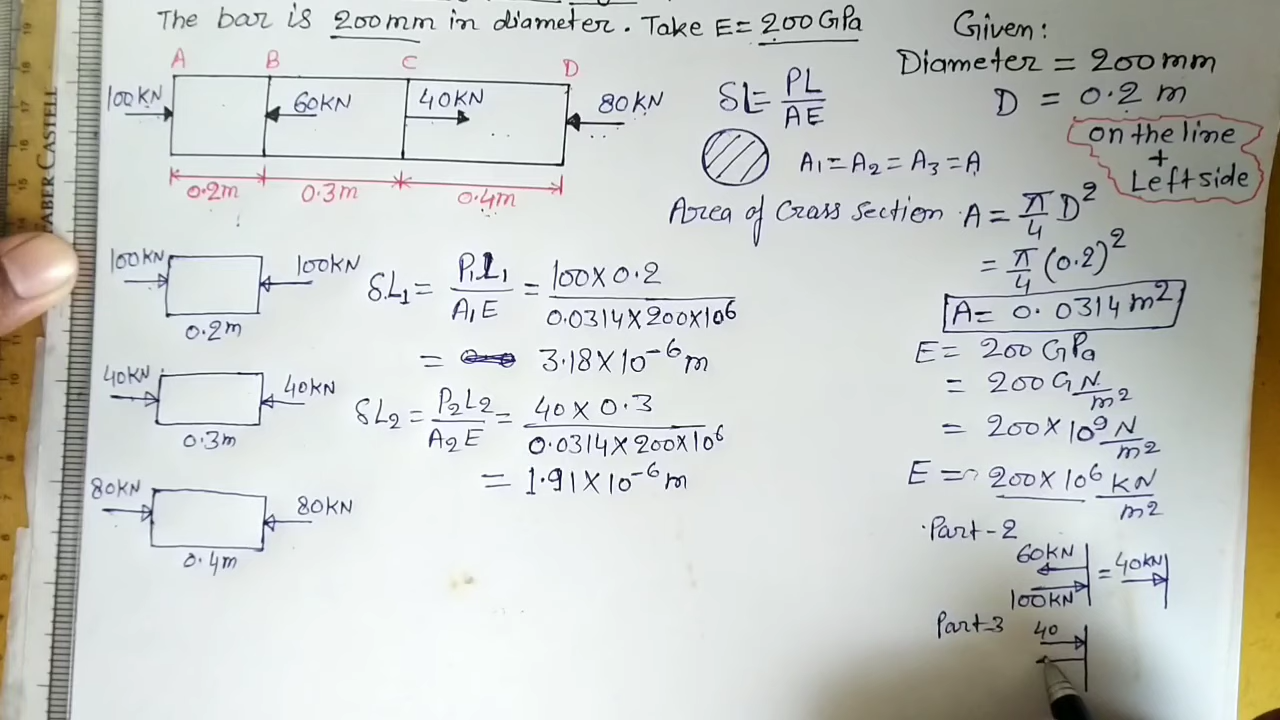 The bar is 200mm in diameter. Take E= 200 GPa
A B C D
100KN 60KN 40KN 80KN
0.2m 0.3m 0.4m
δL= PL/AE
A₁=A₂=A₃=A
Area of Crass section A= π/4 D²
= π/4 (0.2)²
A= 0.0314 m²
Given:
Diameter = 200mm
D = 0.2 m
on the line
+
Left side
E= 200 GPa
= 200 G N/m²
= 200×10⁹ N/m²
E = 200×10⁶ KN/m²
100KN 100KN
0.2m
δL₁= P₁L₁/A₁E = 100×0.2/0.0314×200×10⁶
= 3.18×10⁻⁶ m
40KN 40KN
0.3m
δL₂= P₂L₂/A₂E = 40×0.3/0.0314×200×10⁶
= 1.91×10⁻⁶ m
80KN 80KN
0.4m
Part-2
60KN
100KN
= 40KN
Part-3
40
FABER CASTELL